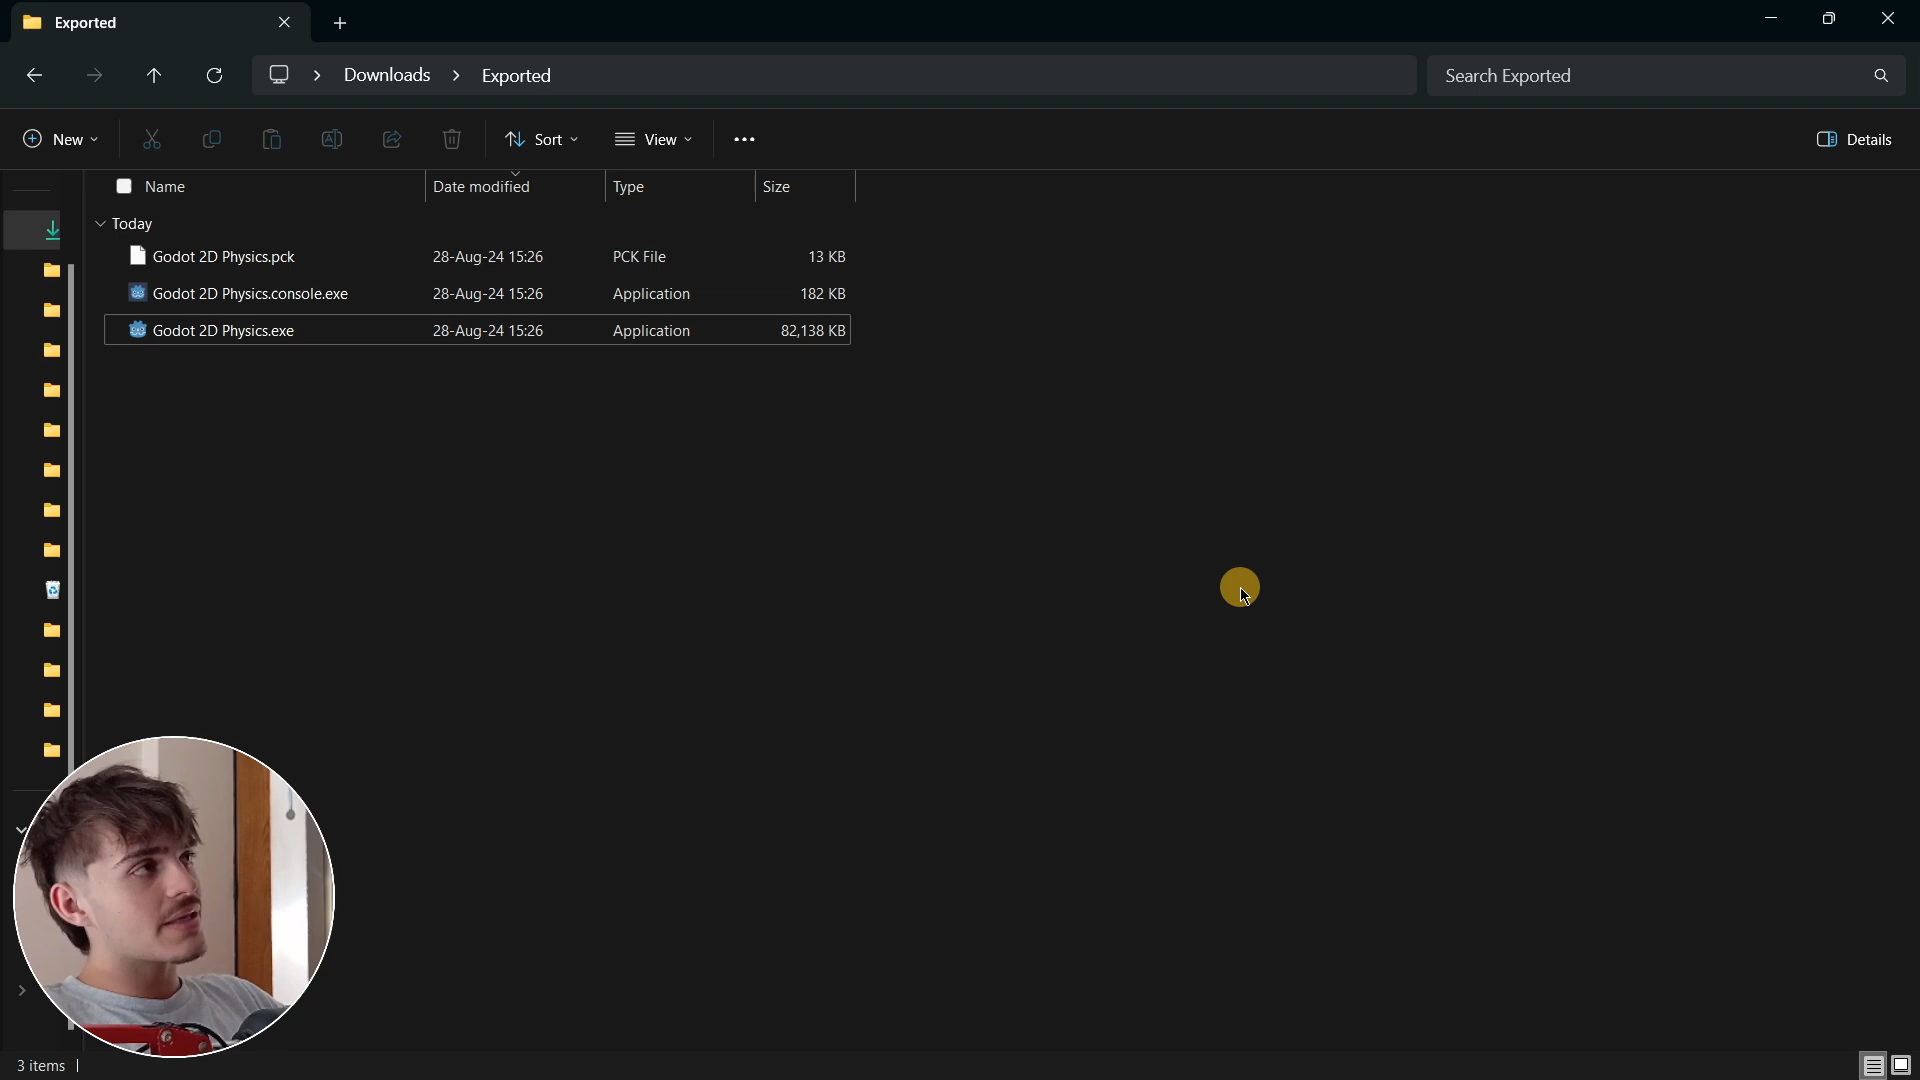 Exported
Downloads > Exported
Search Exported
New
Sort
View
Details
Name Date modified Type Size
Today
Godot 2D Physics.pck 28-Aug-24 15:26 PCK File 13 KB
Godot 2D Physics.console.exe 28-Aug-24 15:26 Application 182 KB
Godot 2D Physics.exe 28-Aug-24 15:26 Application 82,138 KB
3 items